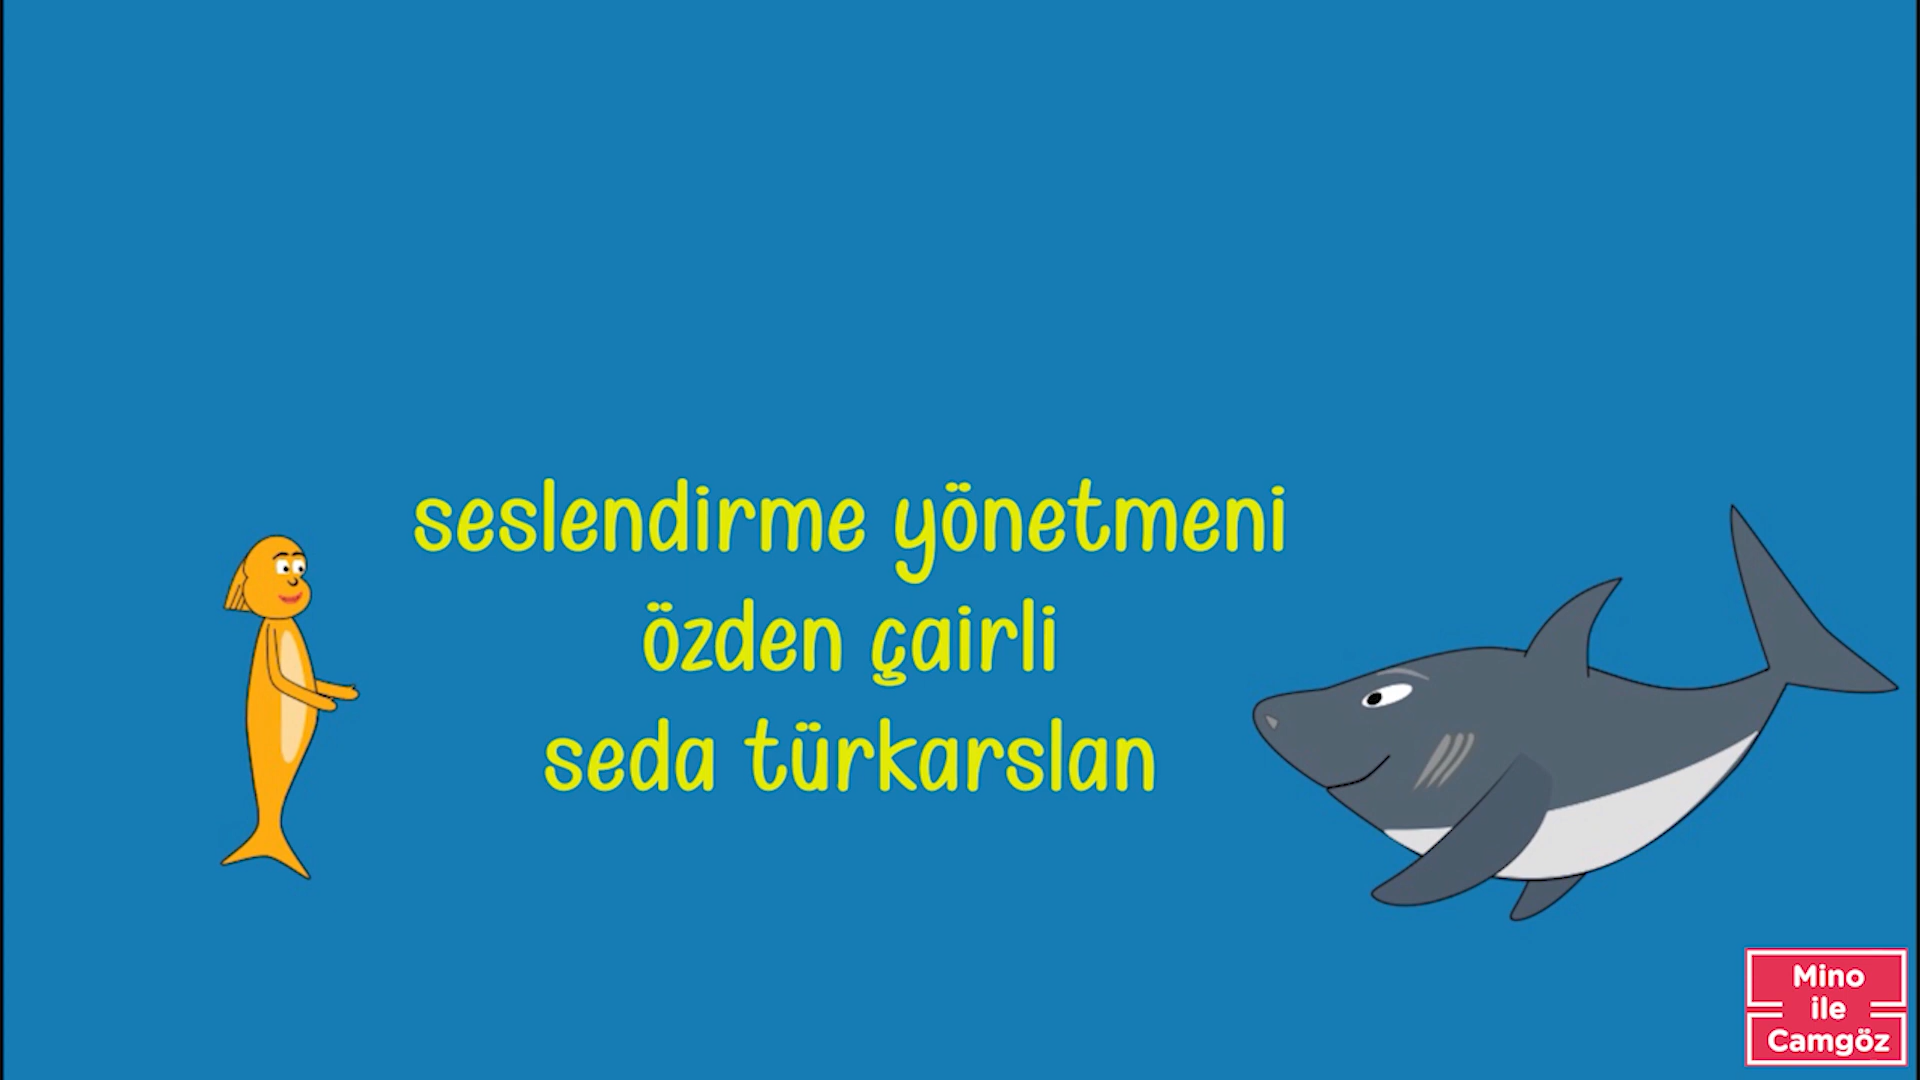 seslendirme yönetmeni
özden çairli
seda türkarslan
Mino
ile
Camgöz